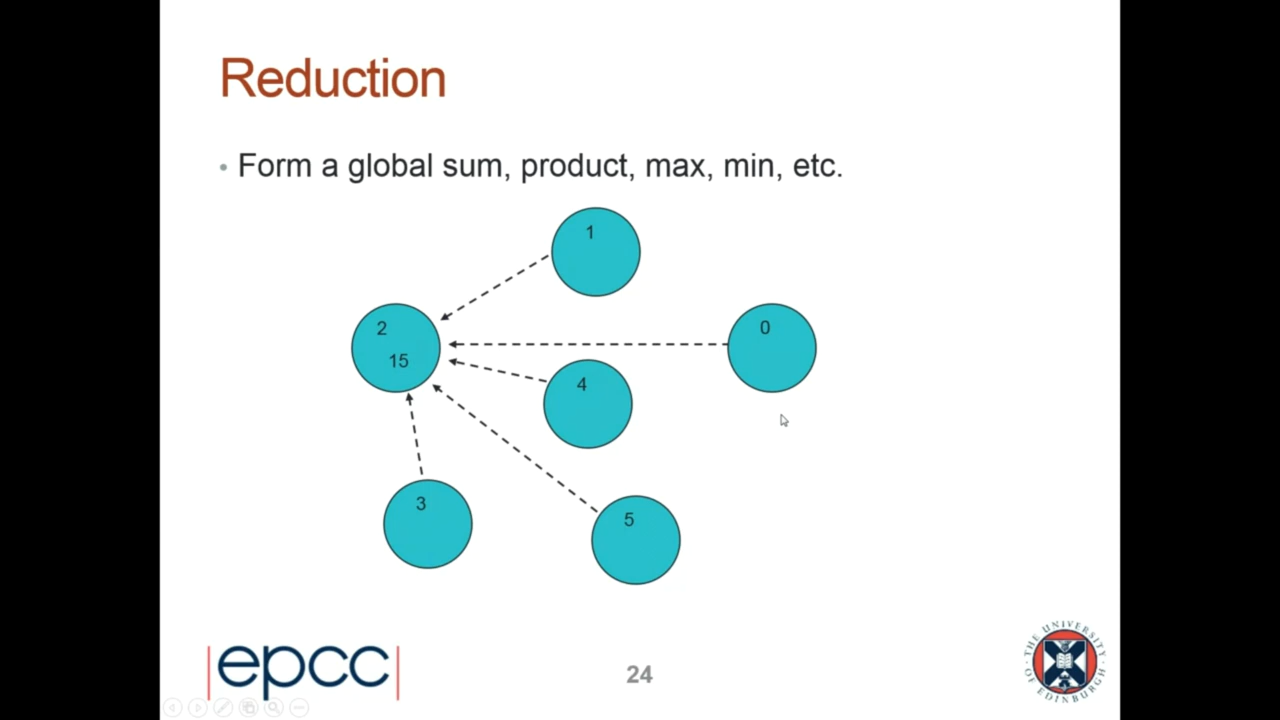 Reduction
• Form a global sum, product, max, min, etc.
1
2
0
15
4
3
5
epcc
24
THE UNIVERSITY
OF EDINBURGH